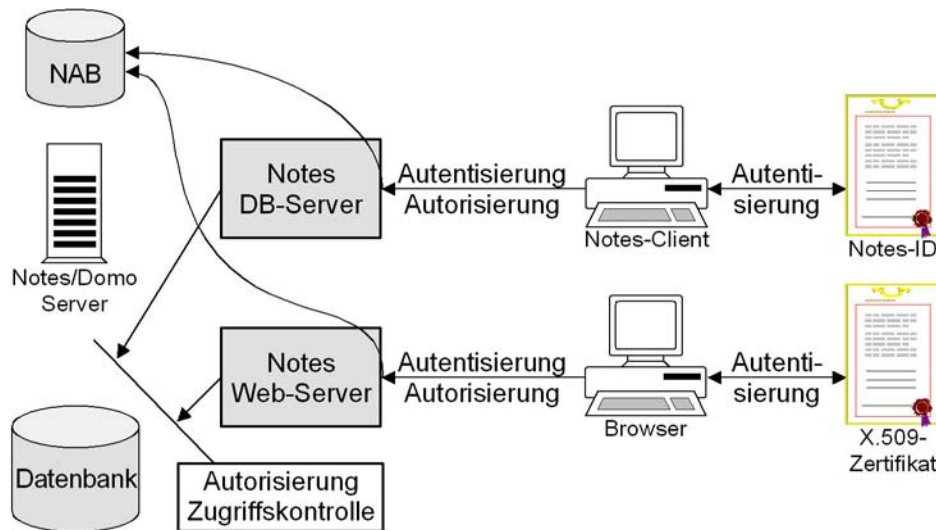 NAB
Notes
DB-Server
Autentisierung
Autorisierung
Notes-Client
Autenti-
sierung
Notes-ID
Notes/Domo
Server
Notes
Web-Server
Autentisierung
Autorisierung
Browser
Autenti-
sierung
X.509-
Zertifikat
Datenbank
Autorisierung
Zugriffskontrolle